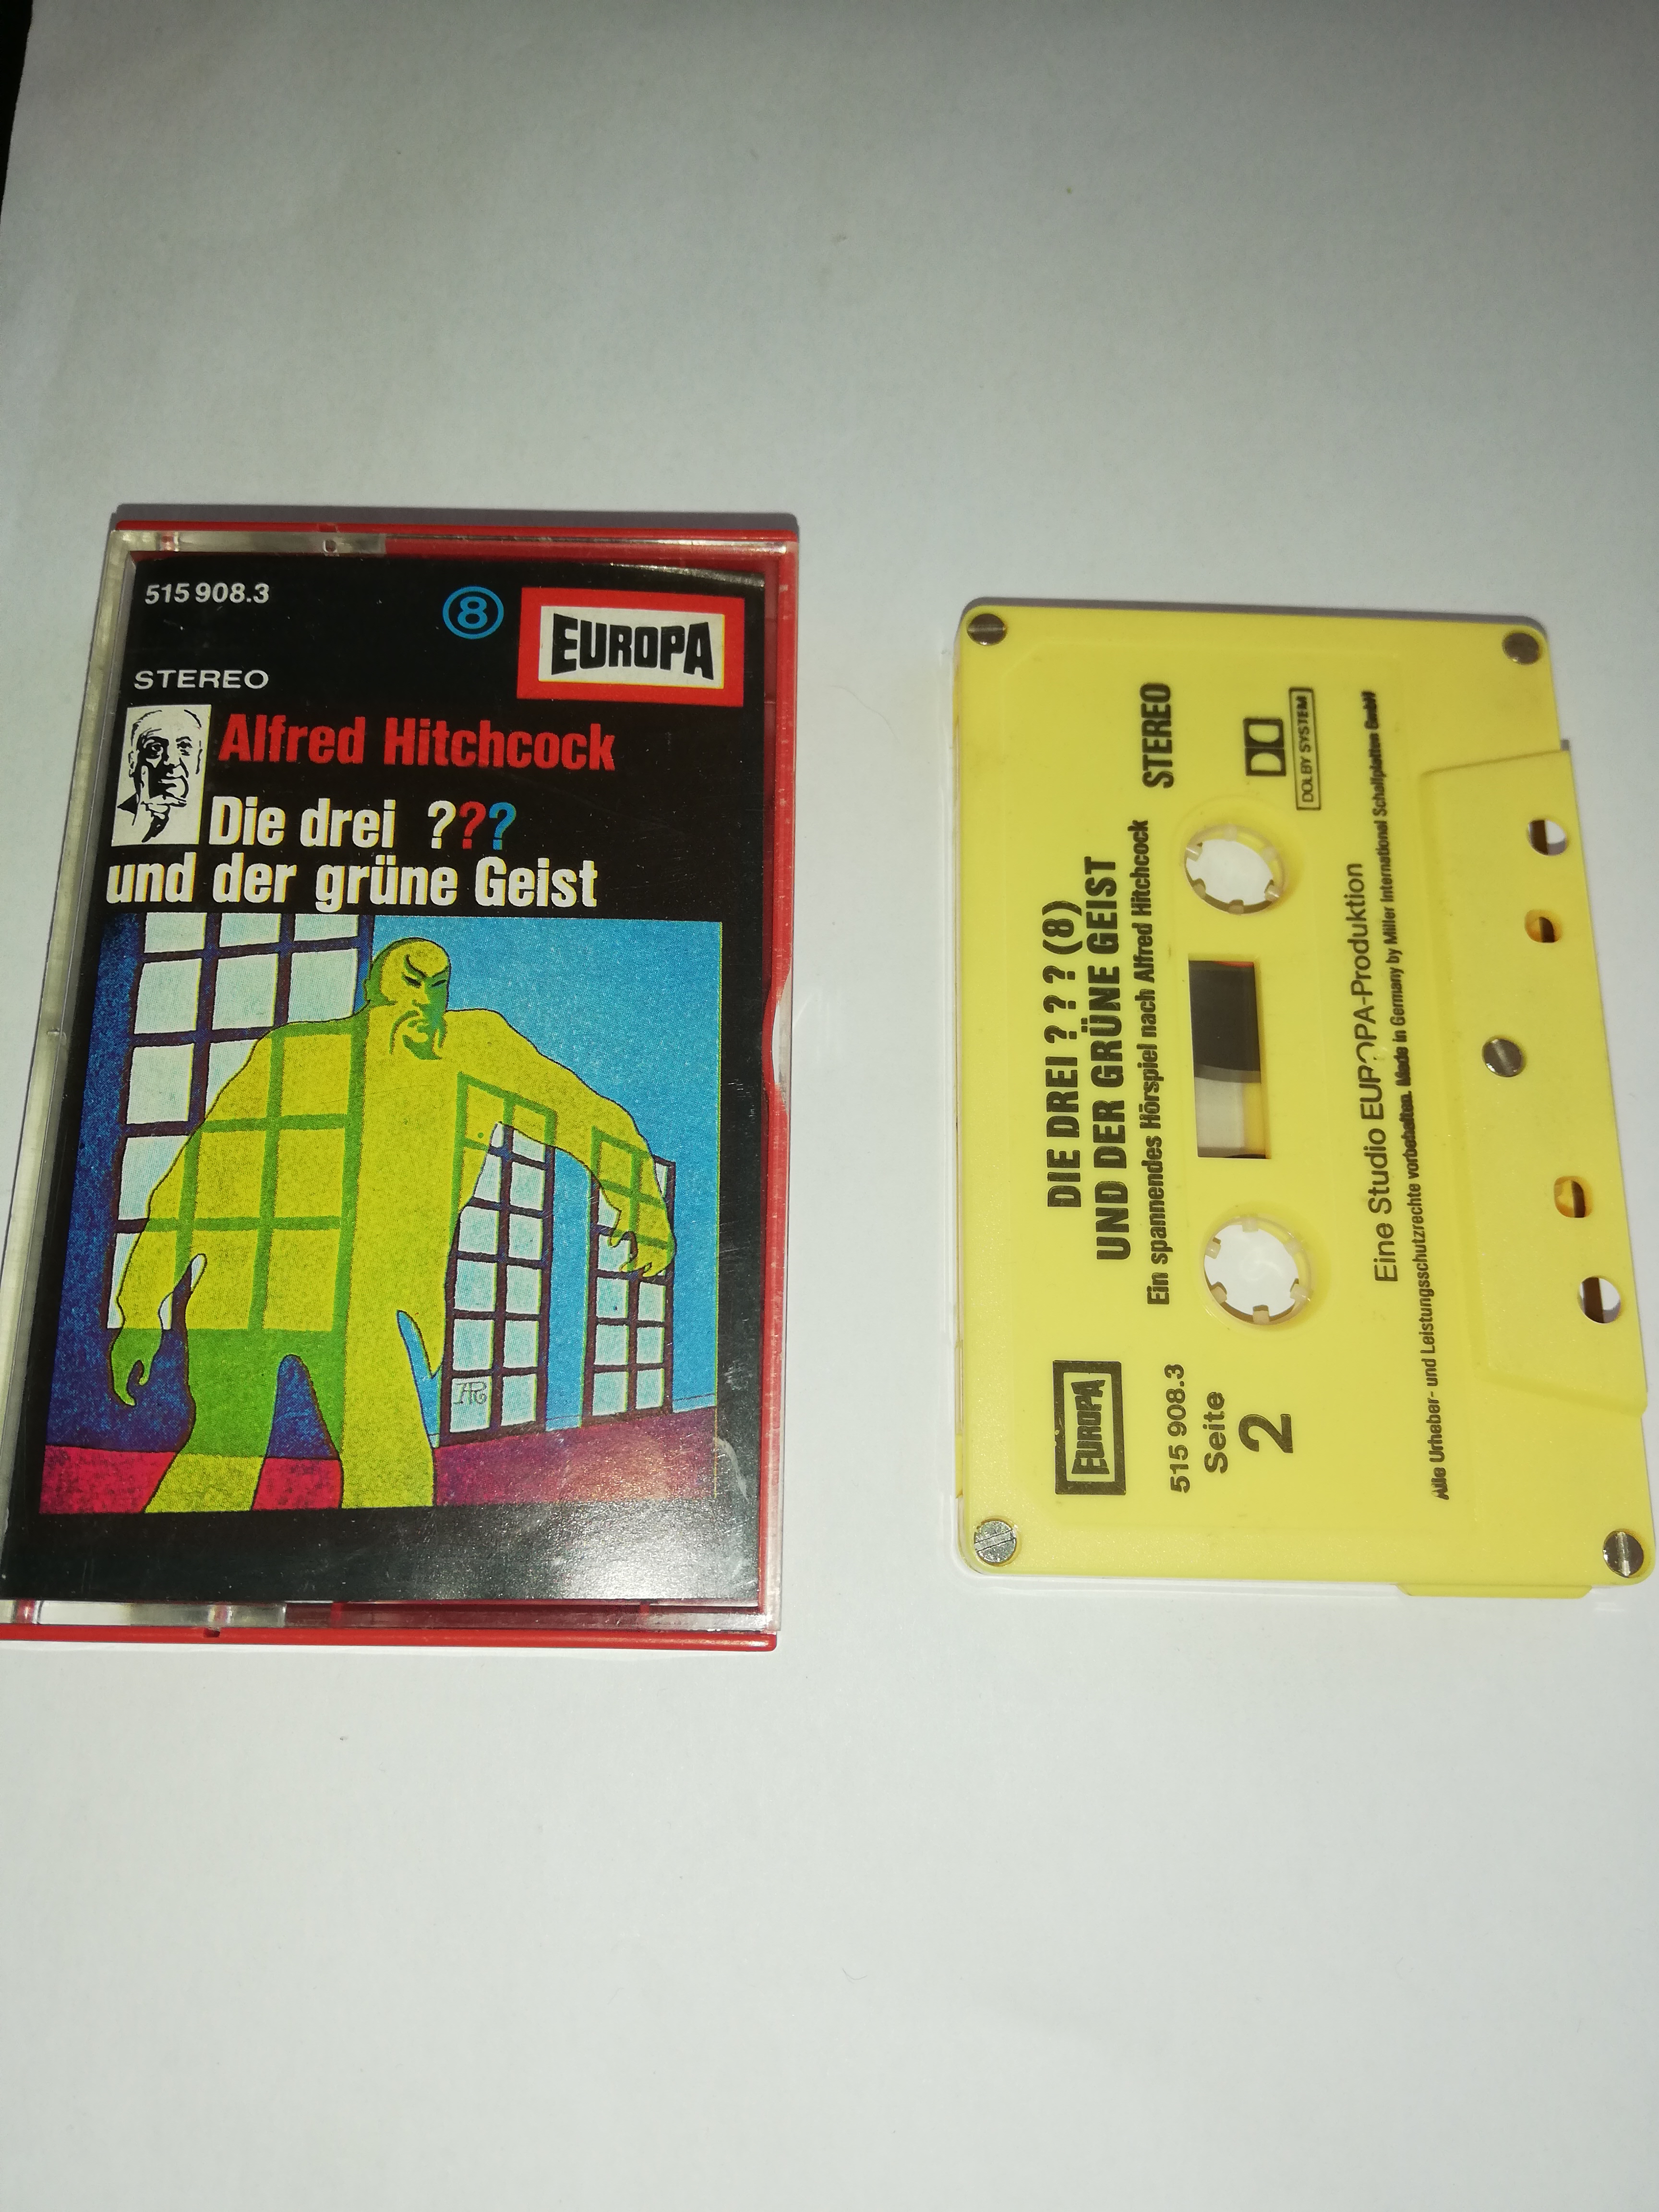 515 908.3
8
EUROPA
STEREO
Alfred Hitchcock
Die drei ???
und der grüne Geist
AR
DIE DREI ? ? ? (8)
UND DER GRÜNE GEIST
Ein spannendes Hörspiel nach Alfred Hitchcock
STEREO
EUROPA
515 908.3
Seite
2
DOLBY SYSTEM
Eine Studio EUROPA-Produktion
Alle Urheber- und Leistungsschutzrechte vorbehalten. Made in Germany by Miller International Schallplatten GmbH